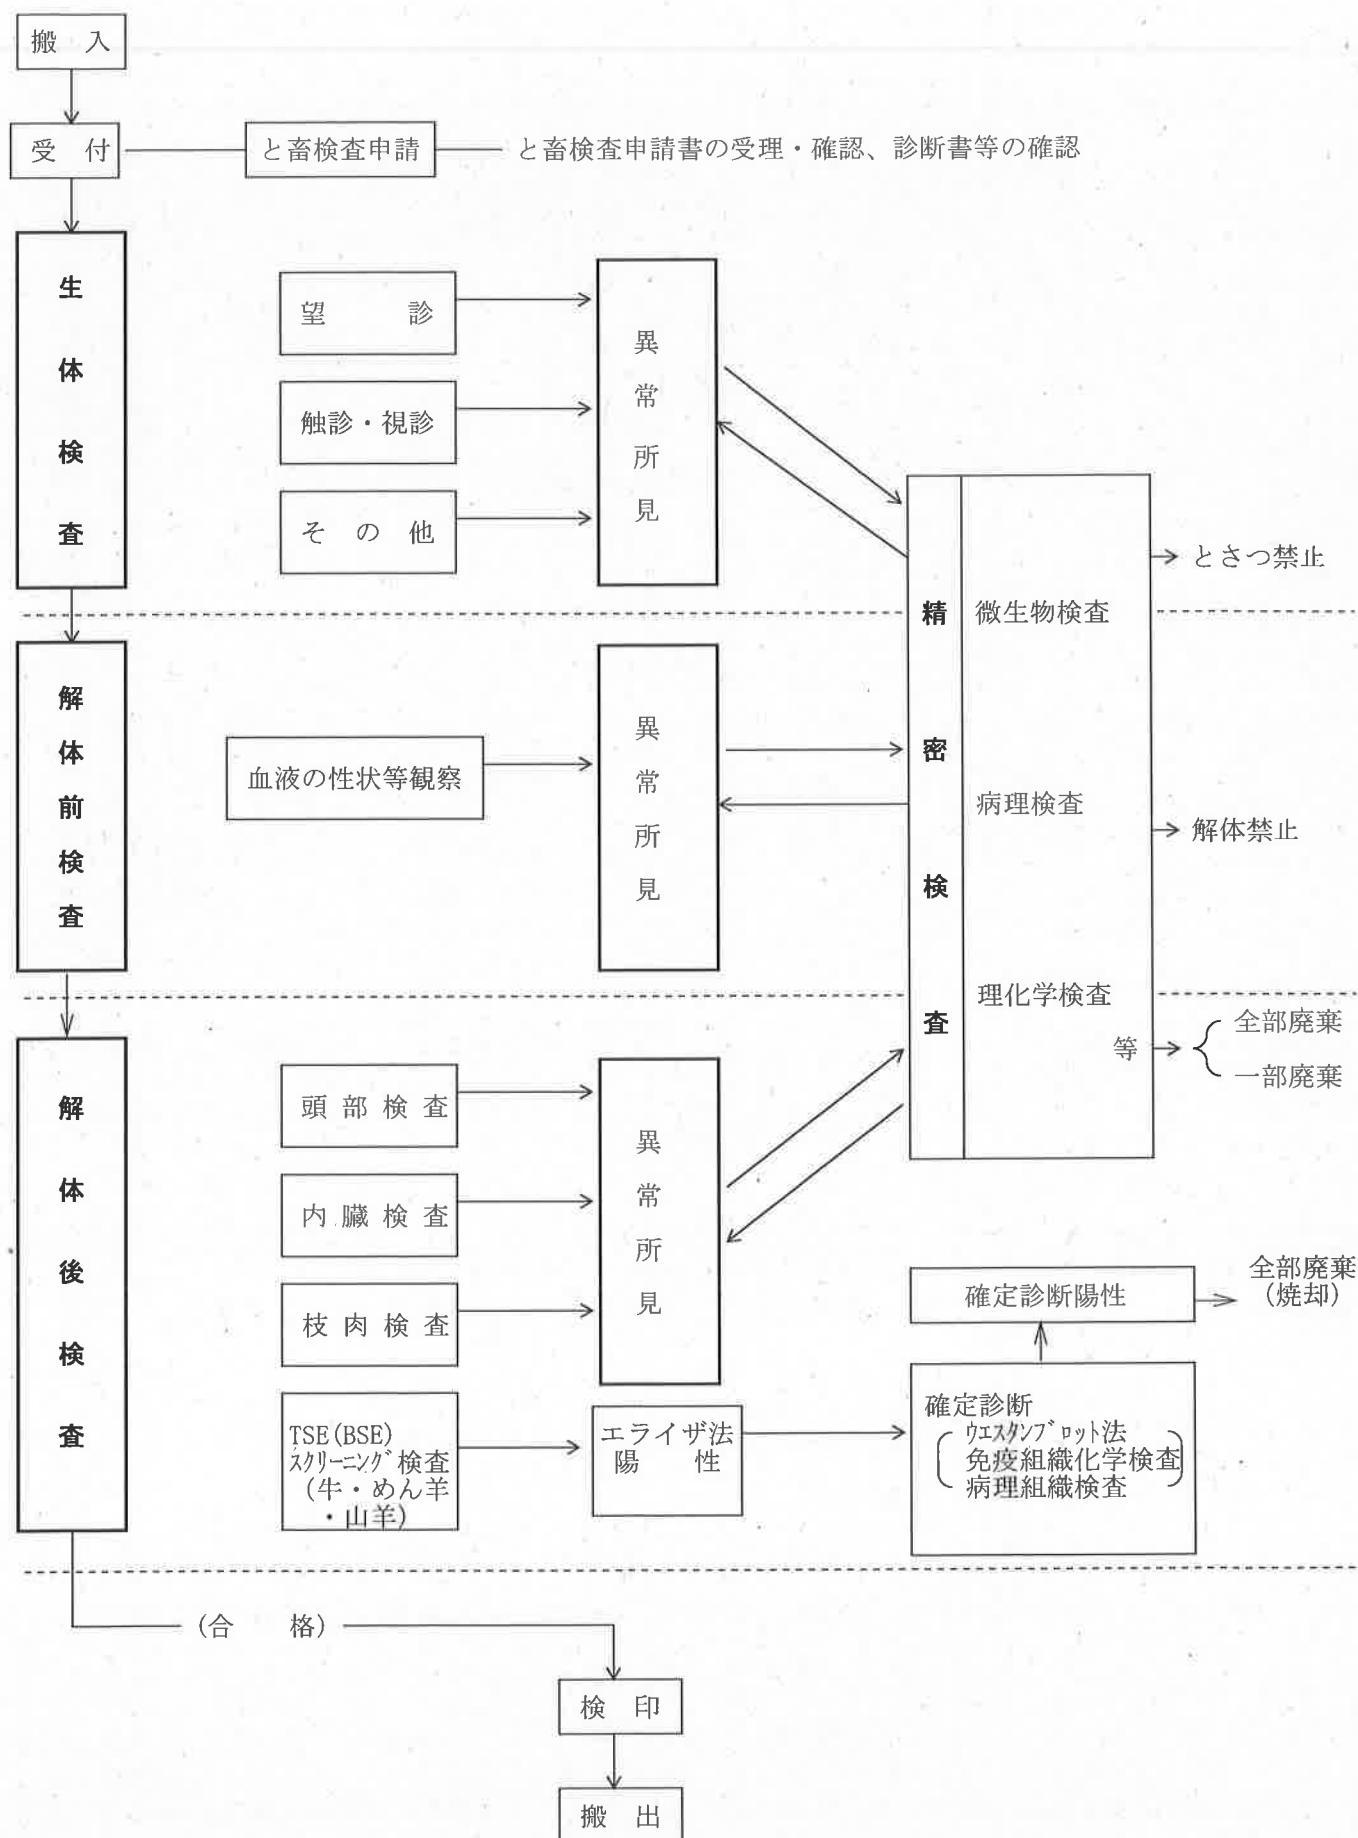 搬　入
受　付
と畜検査申請
と畜検査申請書の受理・確認、診断書等の確認
生体検査
望　　診
触診・視診
そ　の　他
異常所見
精密検査
微生物検査
病理検査
理化学検査
等
とさつ禁止
解体禁止
全部廃棄
一部廃棄
解体前検査
血液の性状等観察
異常所見
解体後検査
頭部検査
内臓検査
枝肉検査
異常所見
TSE(BSE)
ｽｸﾘｰﾆﾝｸﾞ検査
(牛・めん羊
・山羊)
エライザ法
陽　　性
確定診断
ｳｴｽﾀﾝﾌﾞﾛｯﾄ法
免疫組織化学検査
病理組織検査
確定診断陽性
全部廃棄
(焼却)
(合　　格)
検　印
搬　出